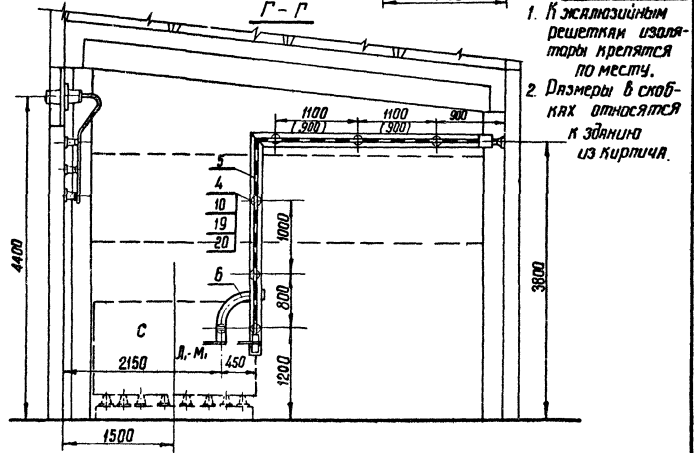 Г - Г
1. К жалюзийным
решеткам изоля-
торы крепятся
по месту.
2. Размеры в скоб-
ках относятся
к зданию
из кирпича.
1100
1100
900
(900)
(900)
5
4
10
19
20
6
1000
800
1200
4400
3800
С
Л₁-М₁
2150
450
1500